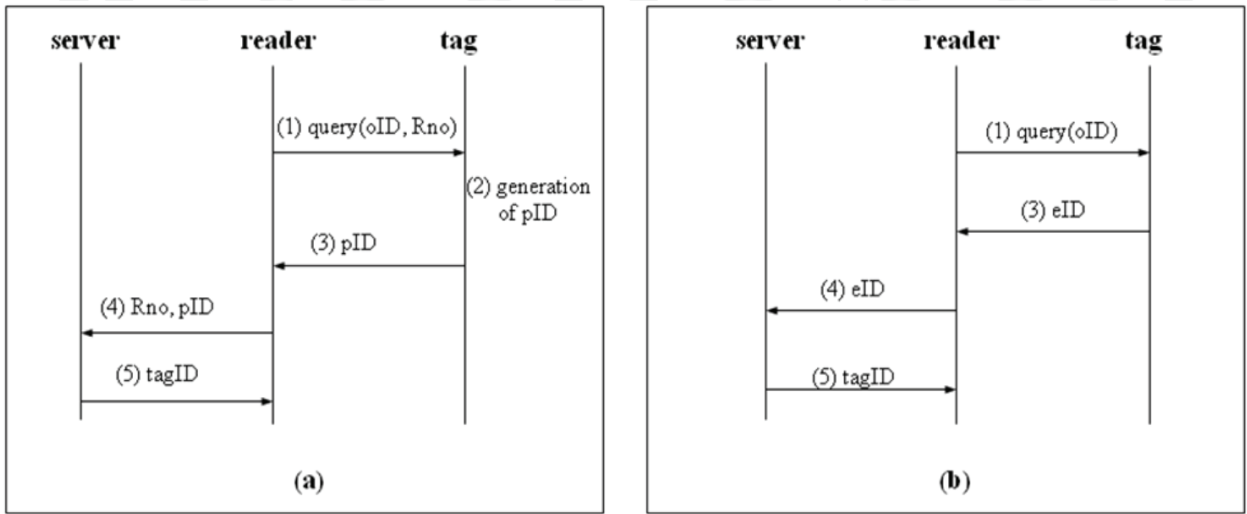 server reader tag
(1) query(oID, Rno)
(2) generation
of pID
(3) pID
(4) Rno, pID
(5) tagID
(a)
server reader tag
(1) query(oID)
(3) eID
(4) eID
(5) tagID
(b)